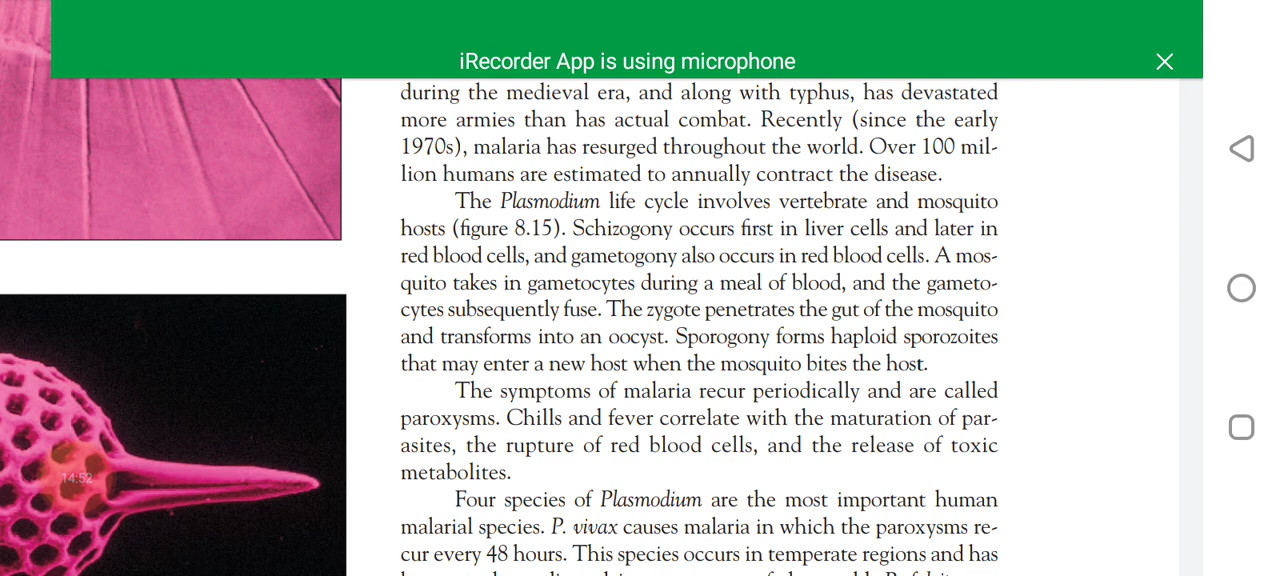 iRecorder App is using microphone
during the medieval era, and along with typhus, has devastated
more armies than has actual combat. Recently (since the early
1970s), malaria has resurged throughout the world. Over 100 mil-
lion humans are estimated to annually contract the disease.
The Plasmodium life cycle involves vertebrate and mosquito
hosts (figure 8.15). Schizogony occurs first in liver cells and later in
red blood cells, and gametogony also occurs in red blood cells. A mos-
quito takes in gametocytes during a meal of blood, and the gameto-
cytes subsequently fuse. The zygote penetrates the gut of the mosquito
and transforms into an oocyst. Sporogony forms haploid sporozoites
that may enter a new host when the mosquito bites the host.
The symptoms of malaria recur periodically and are called
paroxysms. Chills and fever correlate with the maturation of par-
asites, the rupture of red blood cells, and the release of toxic
metabolites.
Four species of Plasmodium are the most important human
malarial species. P. vivax causes malaria in which the paroxysms re-
cur every 48 hours. This species occurs in temperate regions and has
14:52